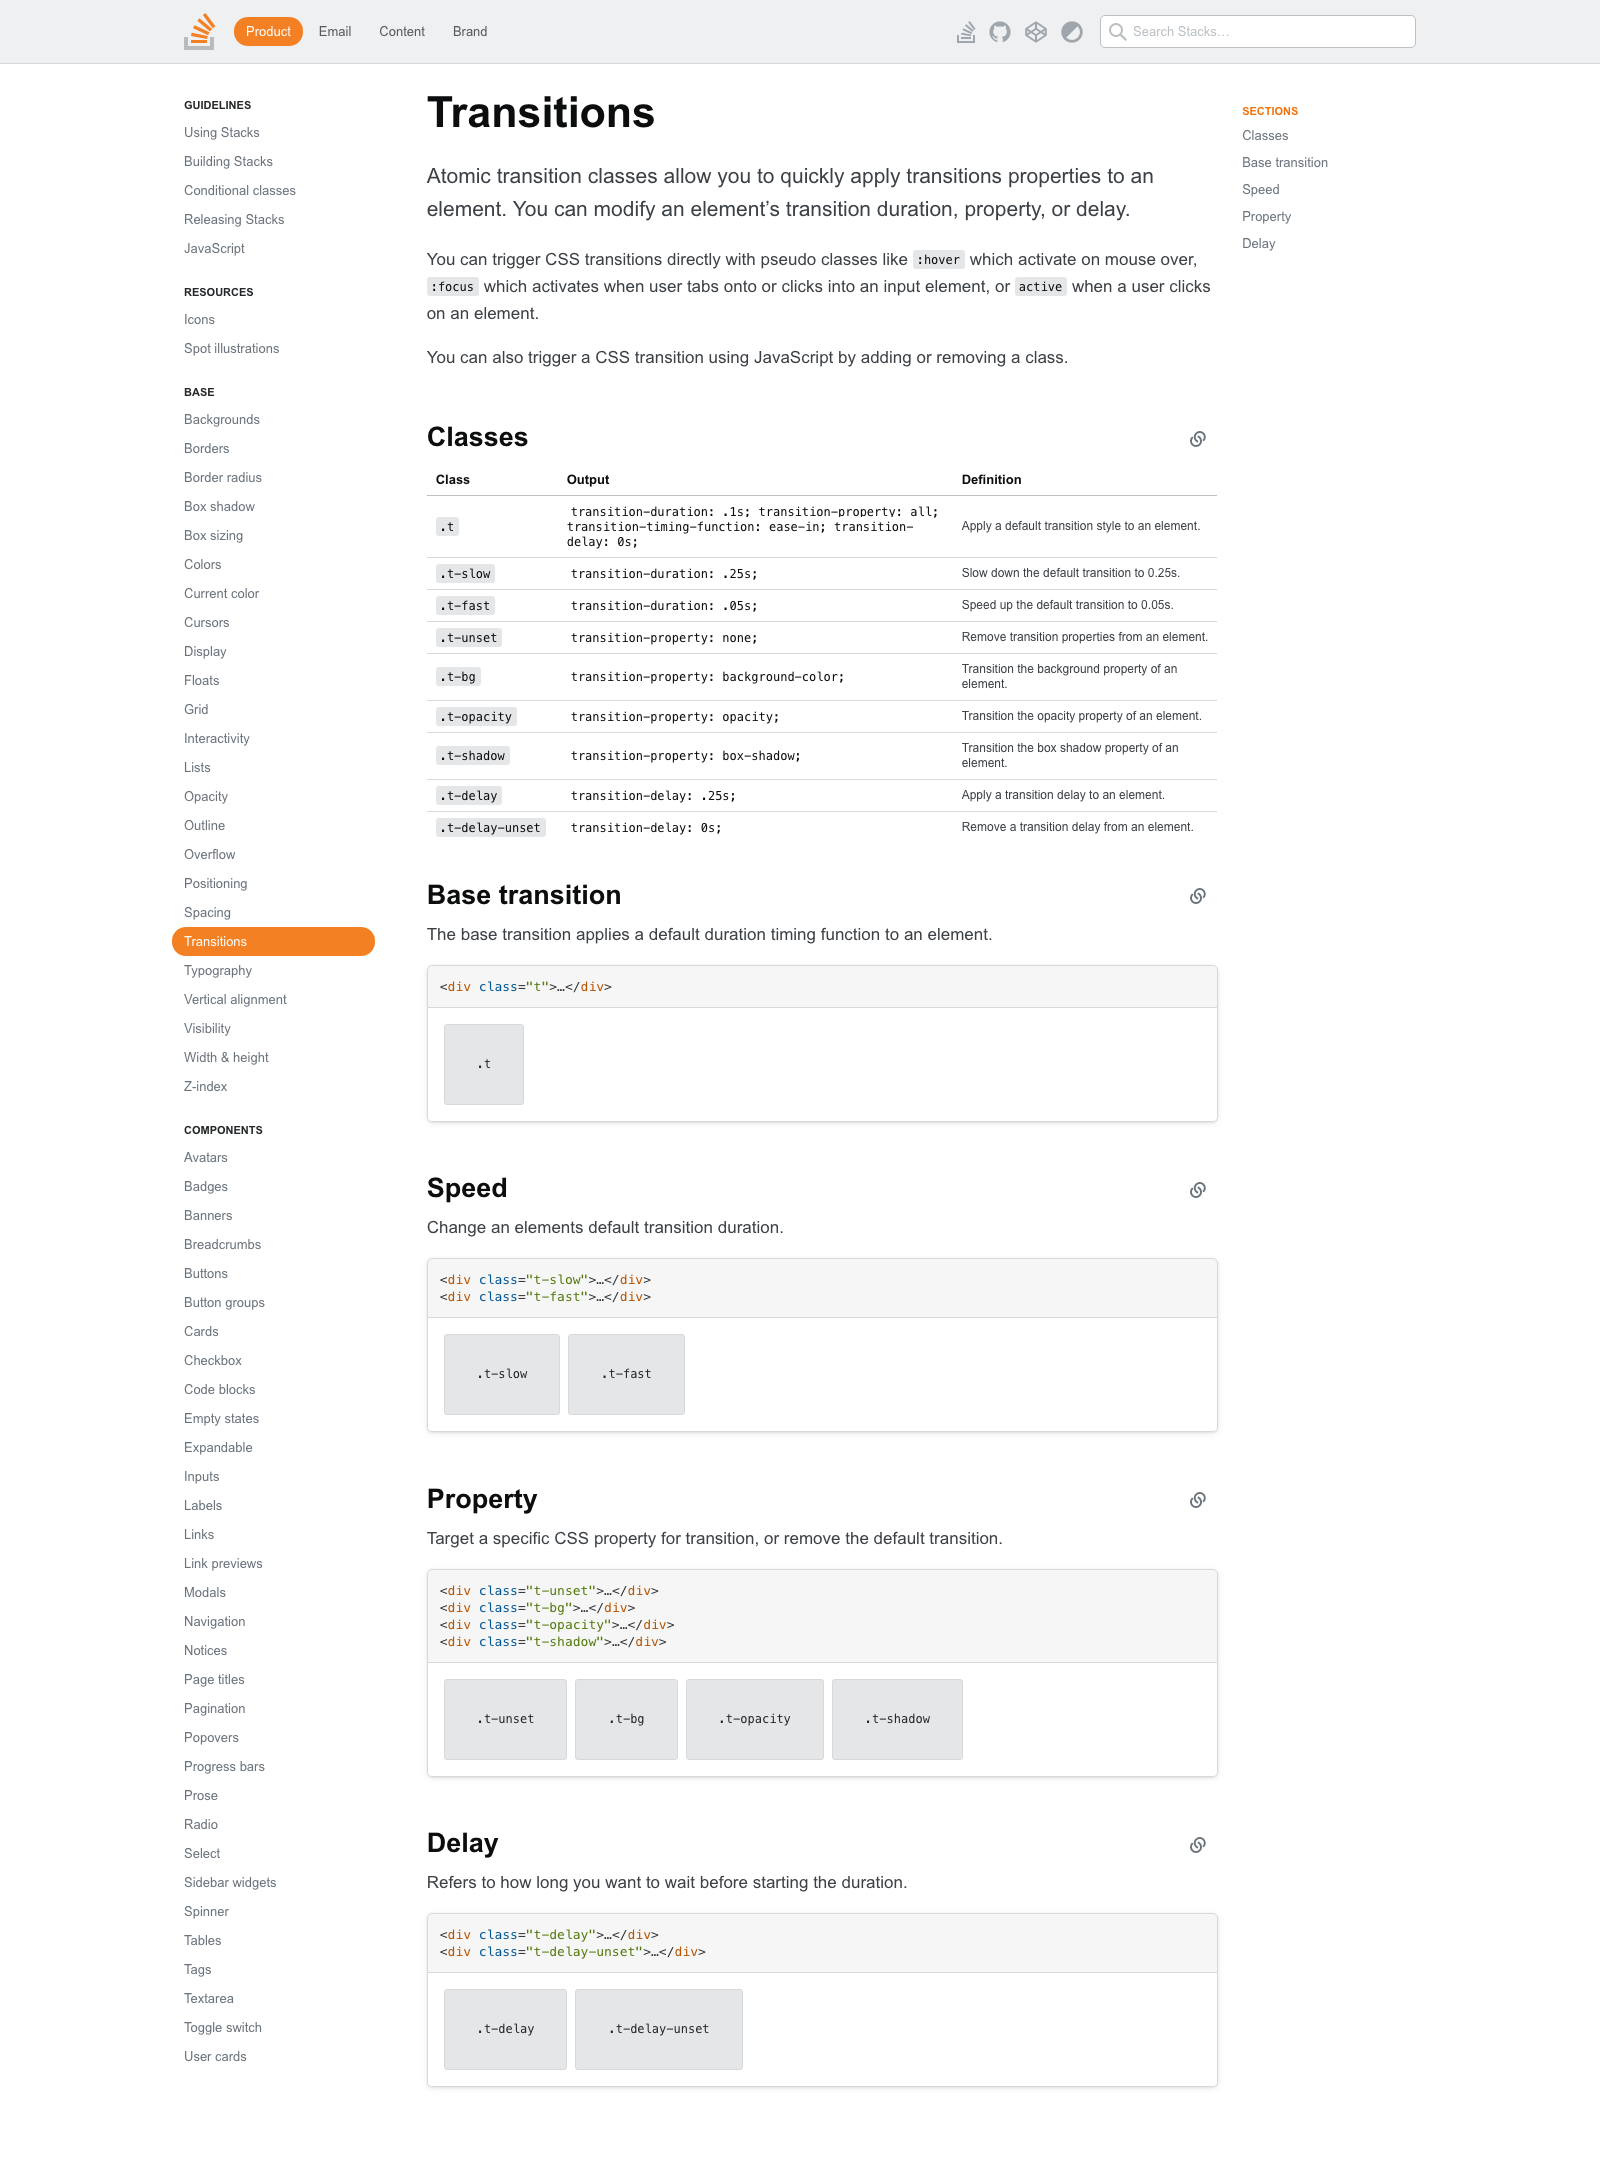 Product
Email
Content
Brand
Search Stacks…
GUIDELINES
Using Stacks
Building Stacks
Conditional classes
Releasing Stacks
JavaScript
RESOURCES
Icons
Spot illustrations
BASE
Backgrounds
Borders
Border radius
Box shadow
Box sizing
Colors
Current color
Cursors
Display
Floats
Grid
Interactivity
Lists
Opacity
Outline
Overflow
Positioning
Spacing
Transitions
Typography
Vertical alignment
Visibility
Width & height
Z-index
COMPONENTS
Avatars
Badges
Banners
Breadcrumbs
Buttons
Button groups
Cards
Checkbox
Code blocks
Empty states
Expandable
Inputs
Labels
Links
Link previews
Modals
Navigation
Notices
Page titles
Pagination
Popovers
Progress bars
Prose
Radio
Select
Sidebar widgets
Spinner
Tables
Tags
Textarea
Toggle switch
User cards
Transitions
Atomic transition classes allow you to quickly apply transitions properties to an
element. You can modify an element’s transition duration, property, or delay.
You can trigger CSS transitions directly with pseudo classes like :hover which activate on mouse over,
:focus which activates when user tabs onto or clicks into an input element, or active when a user clicks
on an element.
You can also trigger a CSS transition using JavaScript by adding or removing a class.
Classes
Class Output Definition
.t
transition-duration: .1s; transition-property: all;
transition-timing-function: ease-in; transition-
delay: 0s;
Apply a default transition style to an element.
.t-slow transition-duration: .25s; Slow down the default transition to 0.25s.
.t-fast transition-duration: .05s; Speed up the default transition to 0.05s.
.t-unset transition-property: none; Remove transition properties from an element.
.t-bg transition-property: background-color;
Transition the background property of an
element.
.t-opacity transition-property: opacity; Transition the opacity property of an element.
.t-shadow transition-property: box-shadow;
Transition the box shadow property of an
element.
.t-delay transition-delay: .25s; Apply a transition delay to an element.
.t-delay-unset transition-delay: 0s; Remove a transition delay from an element.
Base transition
The base transition applies a default duration timing function to an element.
<div class="t">…</div>
.t
Speed
Change an elements default transition duration.
<div class="t-slow">…</div>
<div class="t-fast">…</div>
.t-slow .t-fast
Property
Target a specific CSS property for transition, or remove the default transition.
<div class="t-unset">…</div>
<div class="t-bg">…</div>
<div class="t-opacity">…</div>
<div class="t-shadow">…</div>
.t-unset .t-bg .t-opacity .t-shadow
Delay
Refers to how long you want to wait before starting the duration.
<div class="t-delay">…</div>
<div class="t-delay-unset">…</div>
.t-delay .t-delay-unset
SECTIONS
Classes
Base transition
Speed
Property
Delay